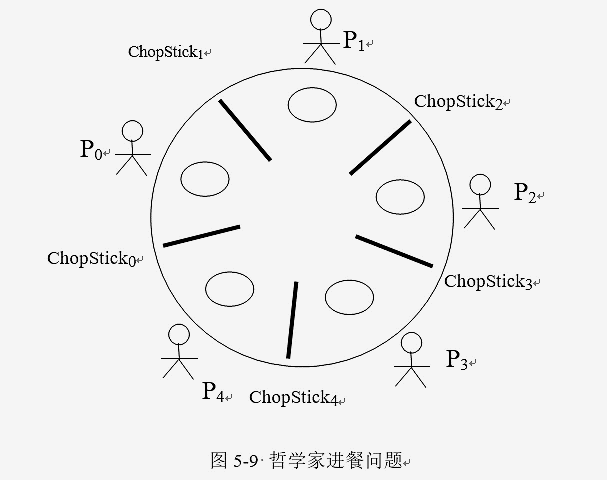 P₁
ChopStick₁
ChopStick₂
P₀
P₂
ChopStick₀
ChopStick₃
P₃
P₄
ChopStick₄
图 5-9 哲学家进餐问题